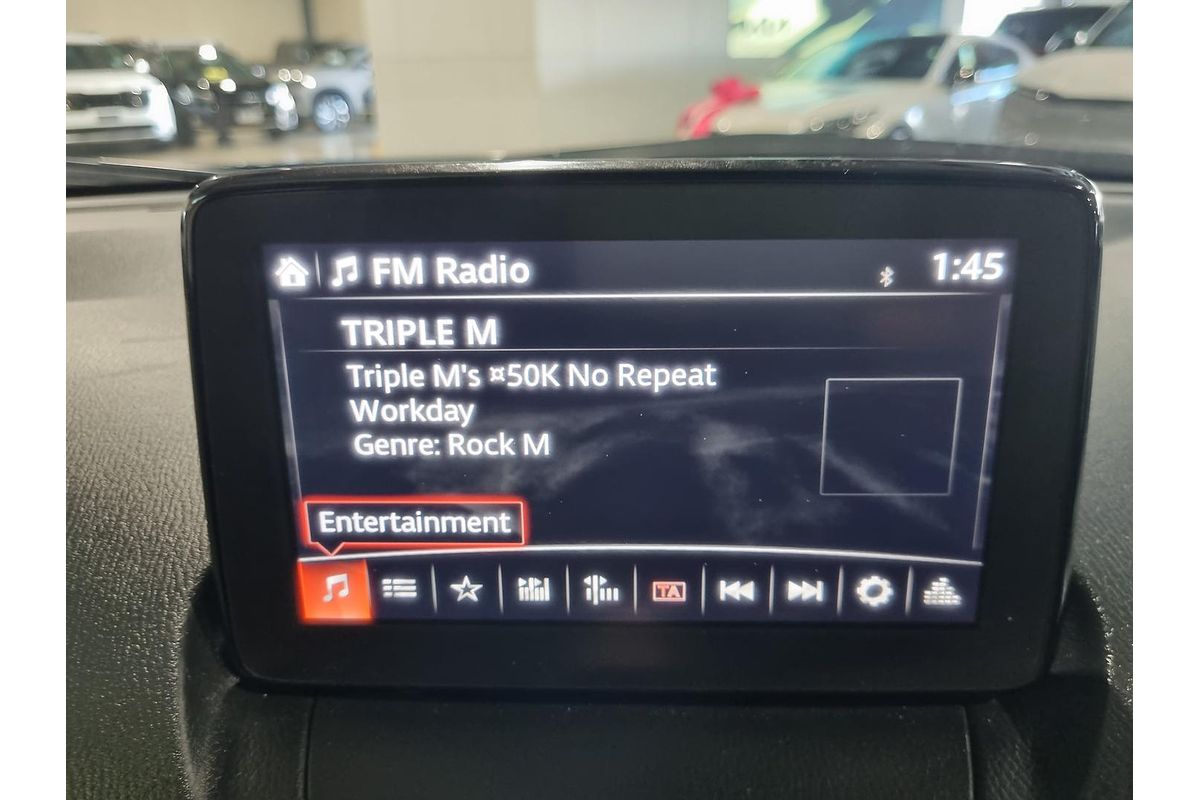 FM Radio
1:45
TRIPLE M
Triple M's ¤50K No Repeat
Workday
Genre: Rock M
Entertainment
TA